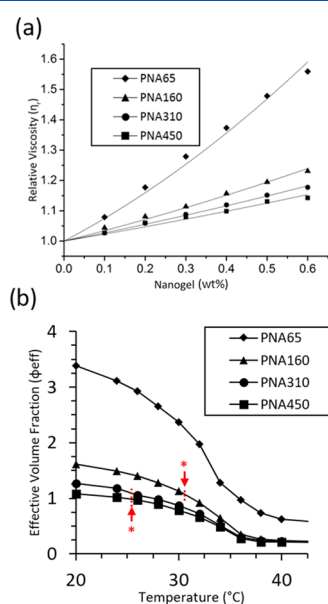 (a)
Relative Viscosity (ηr)
1.6
1.5
1.4
1.3
1.2
1.1
1.0
PNA65
PNA160
PNA310
PNA450
0.0 0.1 0.2 0.3 0.4 0.5 0.6
Nanogel (wt%)
(b)
Effective Volume Fraction (ϕeff)
4
3
2
1
0
PNA65
PNA160
PNA310
PNA450
*
*
20 30 40
Temperature (°C)